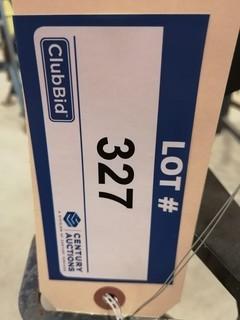 ClubBid
LOT #
327
CENTURY
AUCTIONS